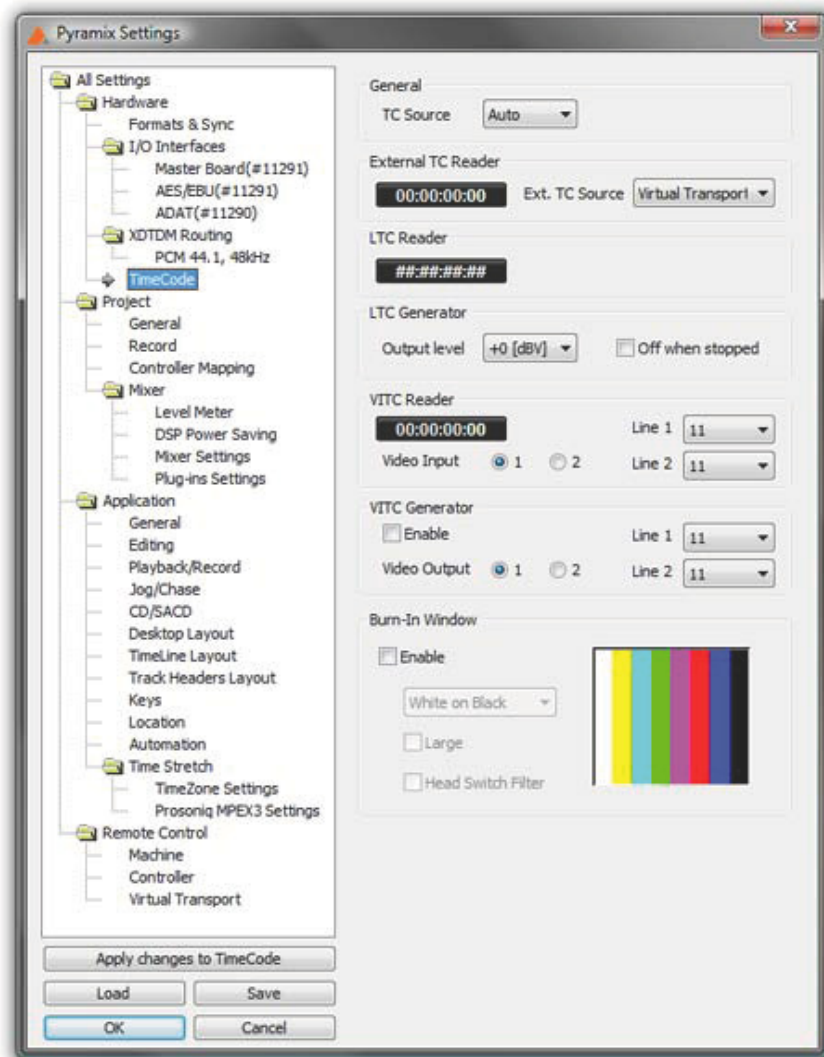 Pyramix Settings
All Settings
Hardware
Formats & Sync
I/O Interfaces
Master Board(#11291)
AES/EBU(#11291)
ADAT(#11290)
XDTDM Routing
PCM 44.1, 48kHz
TimeCode
Project
General
Record
Controller Mapping
Mixer
Level Meter
DSP Power Saving
Mixer Settings
Plug-ins Settings
Application
General
Editing
Playback/Record
Jog/Chase
CD/SACD
Desktop Layout
TimeLine Layout
Track Headers Layout
Keys
Location
Automation
Time Stretch
TimeZone Settings
Prosoniq MPEX3 Settings
Remote Control
Machine
Controller
Virtual Transport
Apply changes to TimeCode
Load Save
OK Cancel
General
TC Source Auto
External TC Reader
00:00:00:00 Ext. TC Source Virtual Transport
LTC Reader
##:##:##:##
LTC Generator
Output level +0 [dBV] Off when stopped
VITC Reader
00:00:00:00 Line 1 11
Video Input 1 2 Line 2 11
VITC Generator
Enable Line 1 11
Video Output 1 2 Line 2 11
Burn-In Window
Enable
White on Black
Large
Head Switch Filter